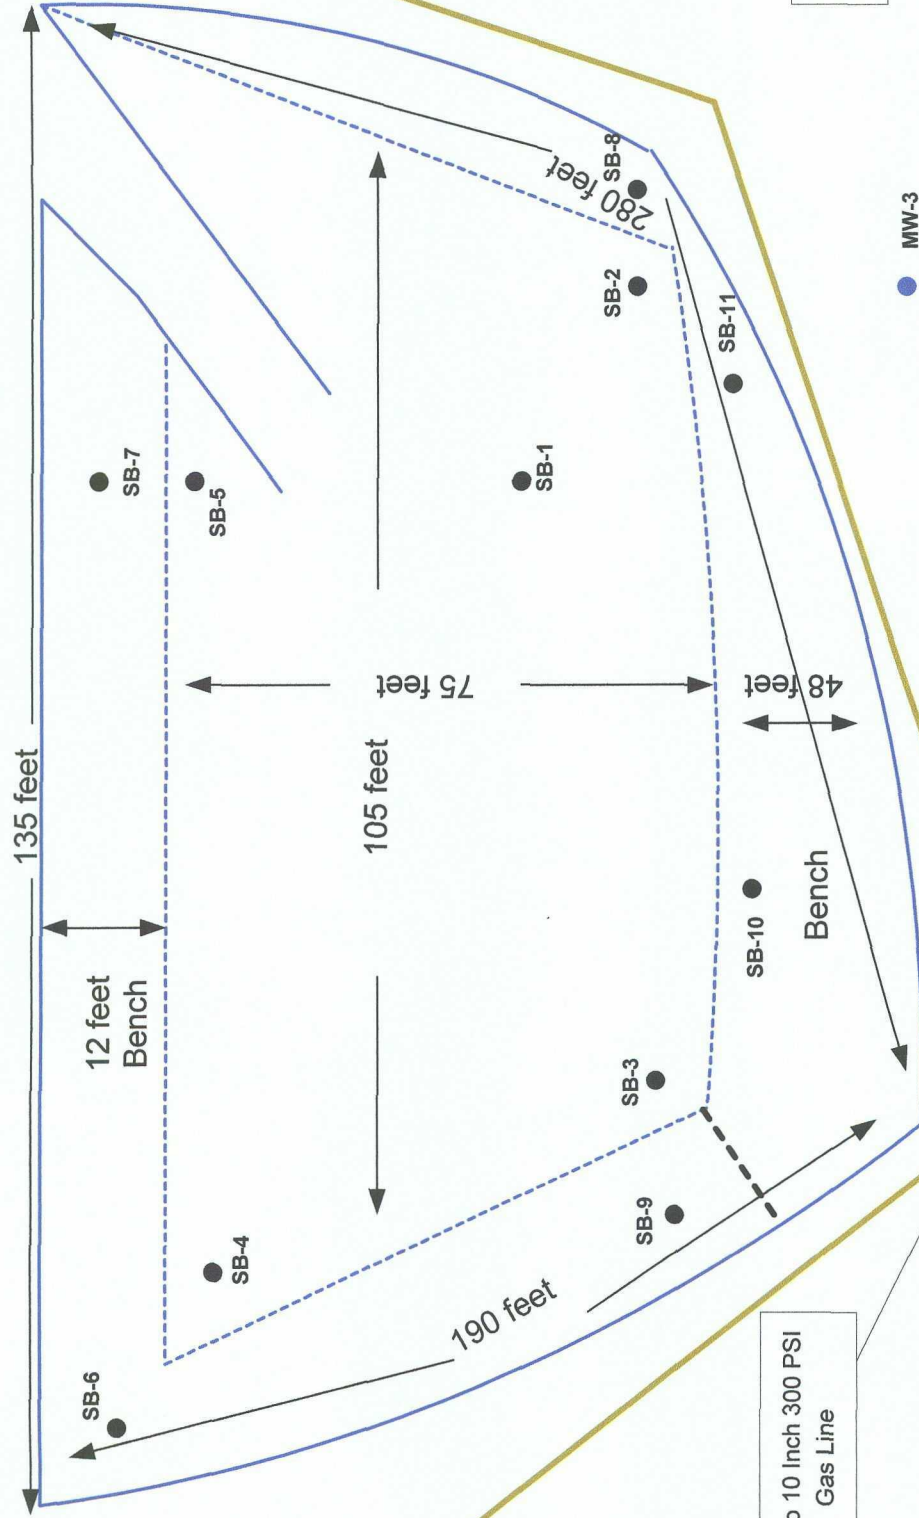 135 feet
12 feet
Bench
SB-7
SB-5
SB-6
SB-4
105 feet
75 feet
280 feet
SB-8
SB-2
SB-1
SB-11
SB-3
SB-9
SB-10
48 feet
Bench
190 feet
MW-3
10 Inch 300 PSI
Gas Line